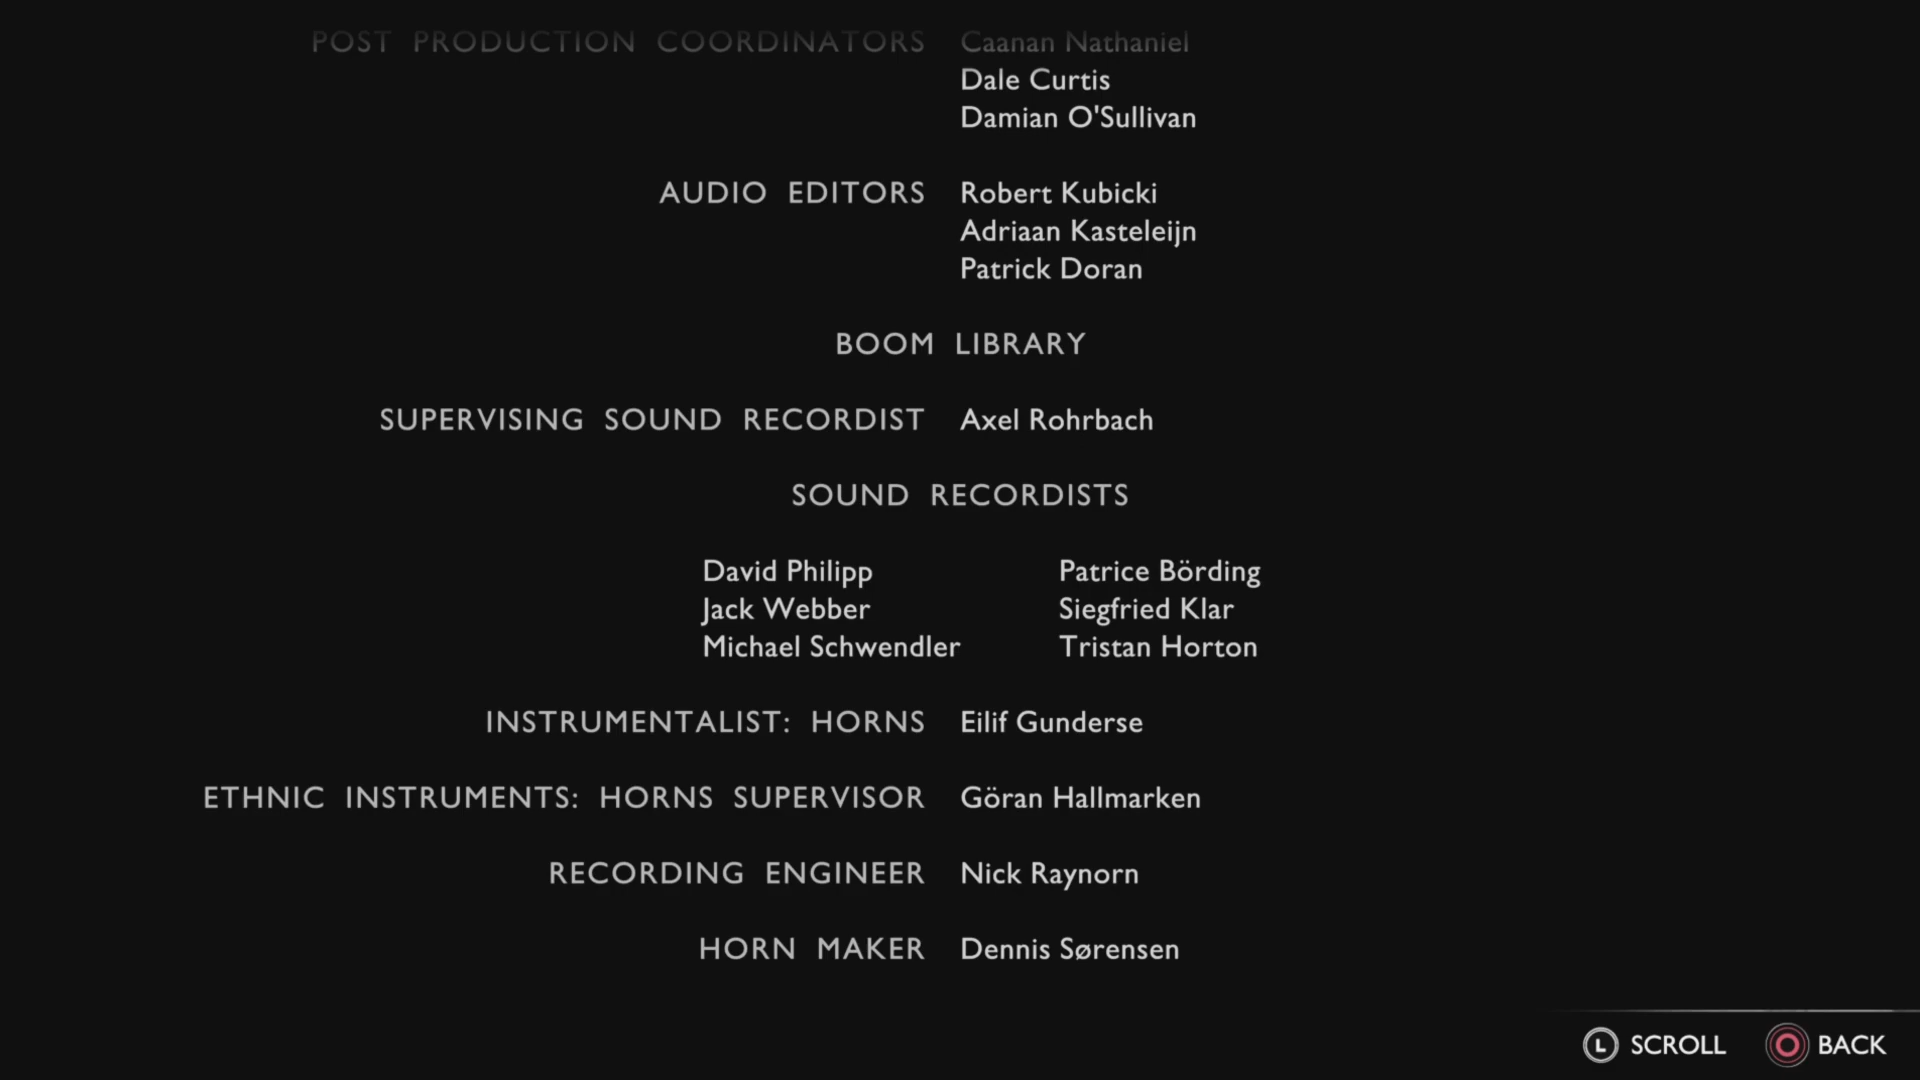 POST PRODUCTION COORDINATORS Caanan Nathaniel
Dale Curtis
Damian O'Sullivan
AUDIO EDITORS Robert Kubicki
Adriaan Kasteleijn
Patrick Doran
BOOM LIBRARY
SUPERVISING SOUND RECORDIST Axel Rohrbach
SOUND RECORDISTS
David Philipp Patrice Börding
Jack Webber Siegfried Klar
Michael Schwendler Tristan Horton
INSTRUMENTALIST: HORNS Eilif Gunderse
ETHNIC INSTRUMENTS: HORNS SUPERVISOR Göran Hallmarken
RECORDING ENGINEER Nick Raynorn
HORN MAKER Dennis Sørensen
L SCROLL BACK